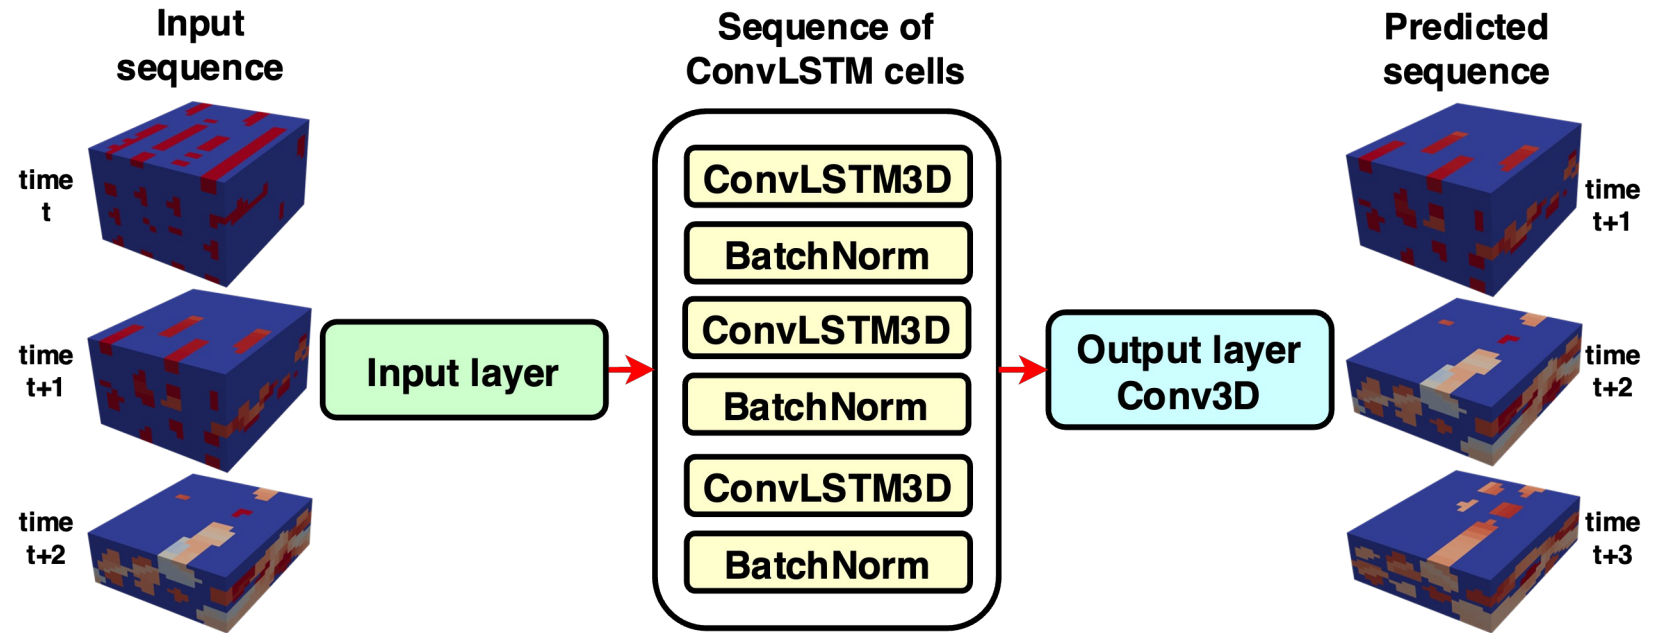 Input
sequence
time
t
time
t+1
time
t+2
Input layer
Sequence of
ConvLSTM cells
ConvLSTM3D
BatchNorm
ConvLSTM3D
BatchNorm
ConvLSTM3D
BatchNorm
Output layer
Conv3D
Predicted
sequence
time
t+1
time
t+2
time
t+3